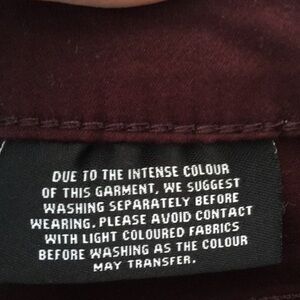 DUE TO THE INTENSE COLOUR
OF THIS GARMENT, WE SUGGEST
WASHING SEPARATELY BEFORE
WEARING. PLEASE AVOID CONTACT
WITH LIGHT COLOURED FABRICS
BEFORE WASHING AS THE COLOUR
MAY TRANSFER.